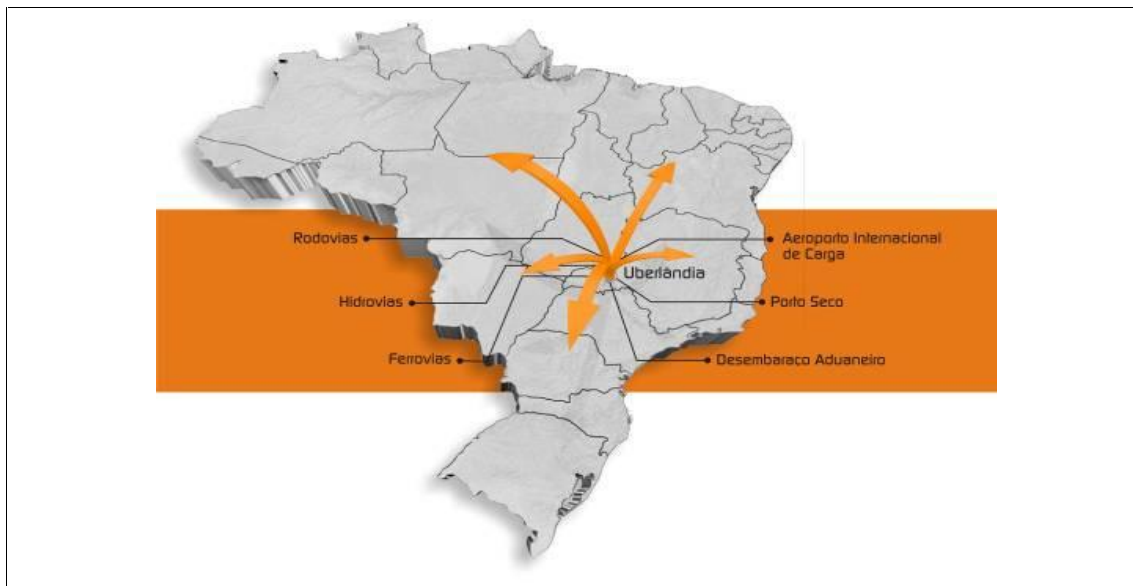 Rodovias
Aeroporto Internacional
de Carga
Uberlândia
Hidrovias
Porto Seco
Ferrovias
Desembaraço Aduaneiro